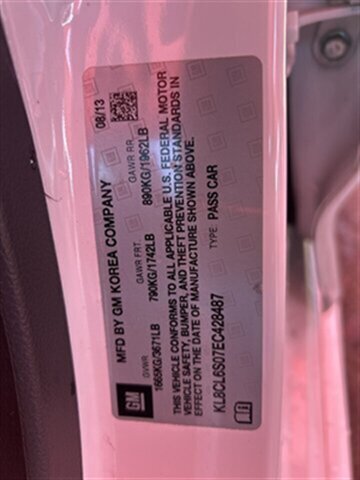 MFD BY GM KOREA COMPANY 08/13
GVWR GAWR FRT. GAWR RR.
1665KG/3671LB 790KG/1742LB 890KG/1962LB
THIS VEHICLE CONFORMS TO ALL APPLICABLE U.S. FEDERAL MOTOR
VEHICLE SAFETY, BUMPER, AND THEFT PREVENTION STANDARDS IN
EFFECT ON THE DATE OF MANUFACTURE SHOWN ABOVE.
KL8CL6S07EC428487 TYPE: PASS CAR
GM